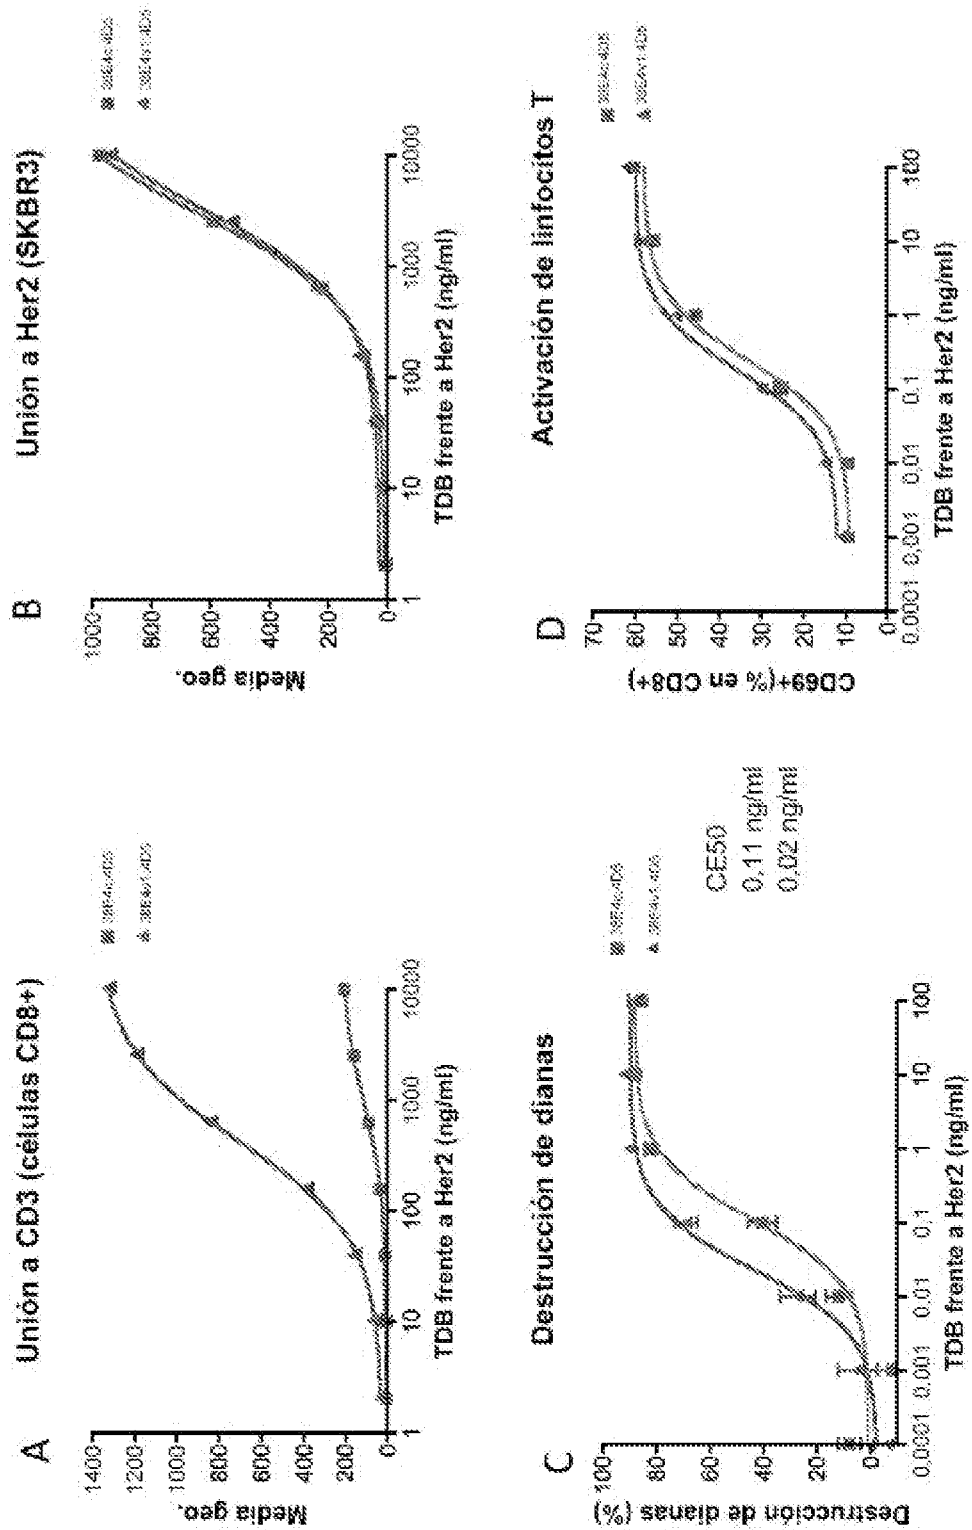 A
Unión a CD3 (células CD8+)
Media geo.
1400
1200
1000
800
600
400
200
0
1
10
100
1000
10000
TDB frente a Her2 (ng/ml)
B
Unión a Her2 (SKBR3)
Media geo.
1000
800
600
400
200
0
1
10
100
1000
10000
TDB frente a Her2 (ng/ml)
C
Destrucción de dianas
Destrucción de dianas (%)
100
80
60
40
20
0
0.0001
0.001
0.01
0.1
1
10
100
TDB frente a Her2 (ng/ml)
CE50
0,11 ng/ml
0,02 ng/ml
D
Activación de linfocitos T
CD69+(% en CD8+)
70
60
50
40
30
20
10
0
0.0001
0,001
0,01
0,1
1
10
100
TDB frente a Her2 (ng/ml)